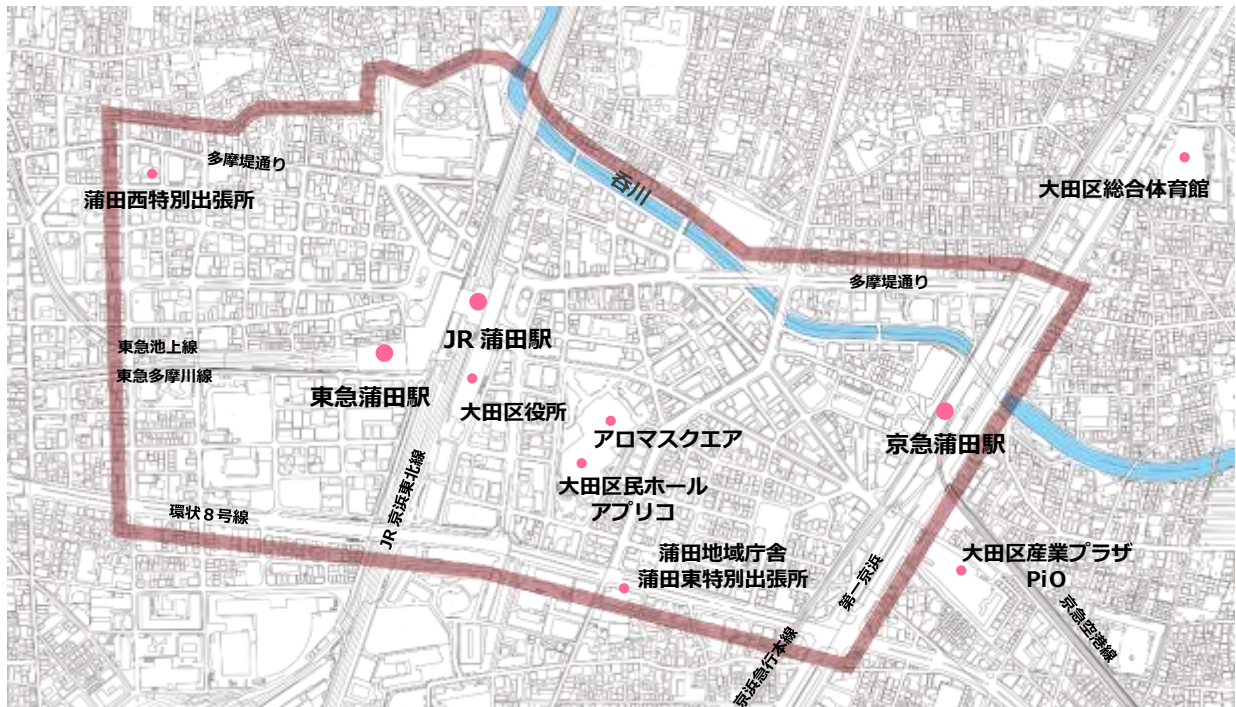 多摩堤通り
蒲田西特別出張所
呑川
大田区総合体育館
多摩堤通り
JR 蒲田駅
東急池上線
東急多摩川線
東急蒲田駅
大田区役所
アロマスクエア
京急蒲田駅
大田区民ホール
アプリコ
JR 京浜東北線
環状８号線
蒲田地域庁舎
蒲田東特別出張所
第一京浜
大田区産業プラザ
PiO
京急空港線
京浜急行本線